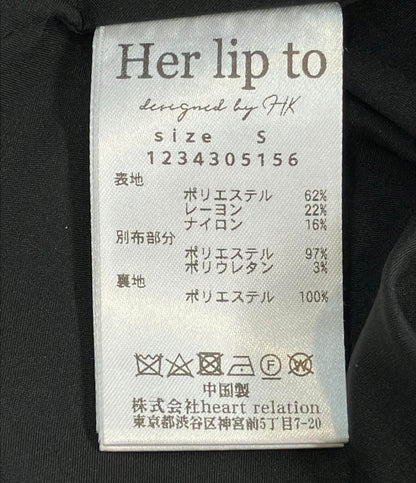 Her lip to
designed by HK
size S
1234305156
表地
ポリエステル 62%
レーヨン 22%
ナイロン 16%
別布部分
ポリエステル 97%
ポリウレタン 3%
裏地
ポリエステル 100%
F W
中国製
株式会社heart relation
東京都渋谷区神宮前5丁目7-20